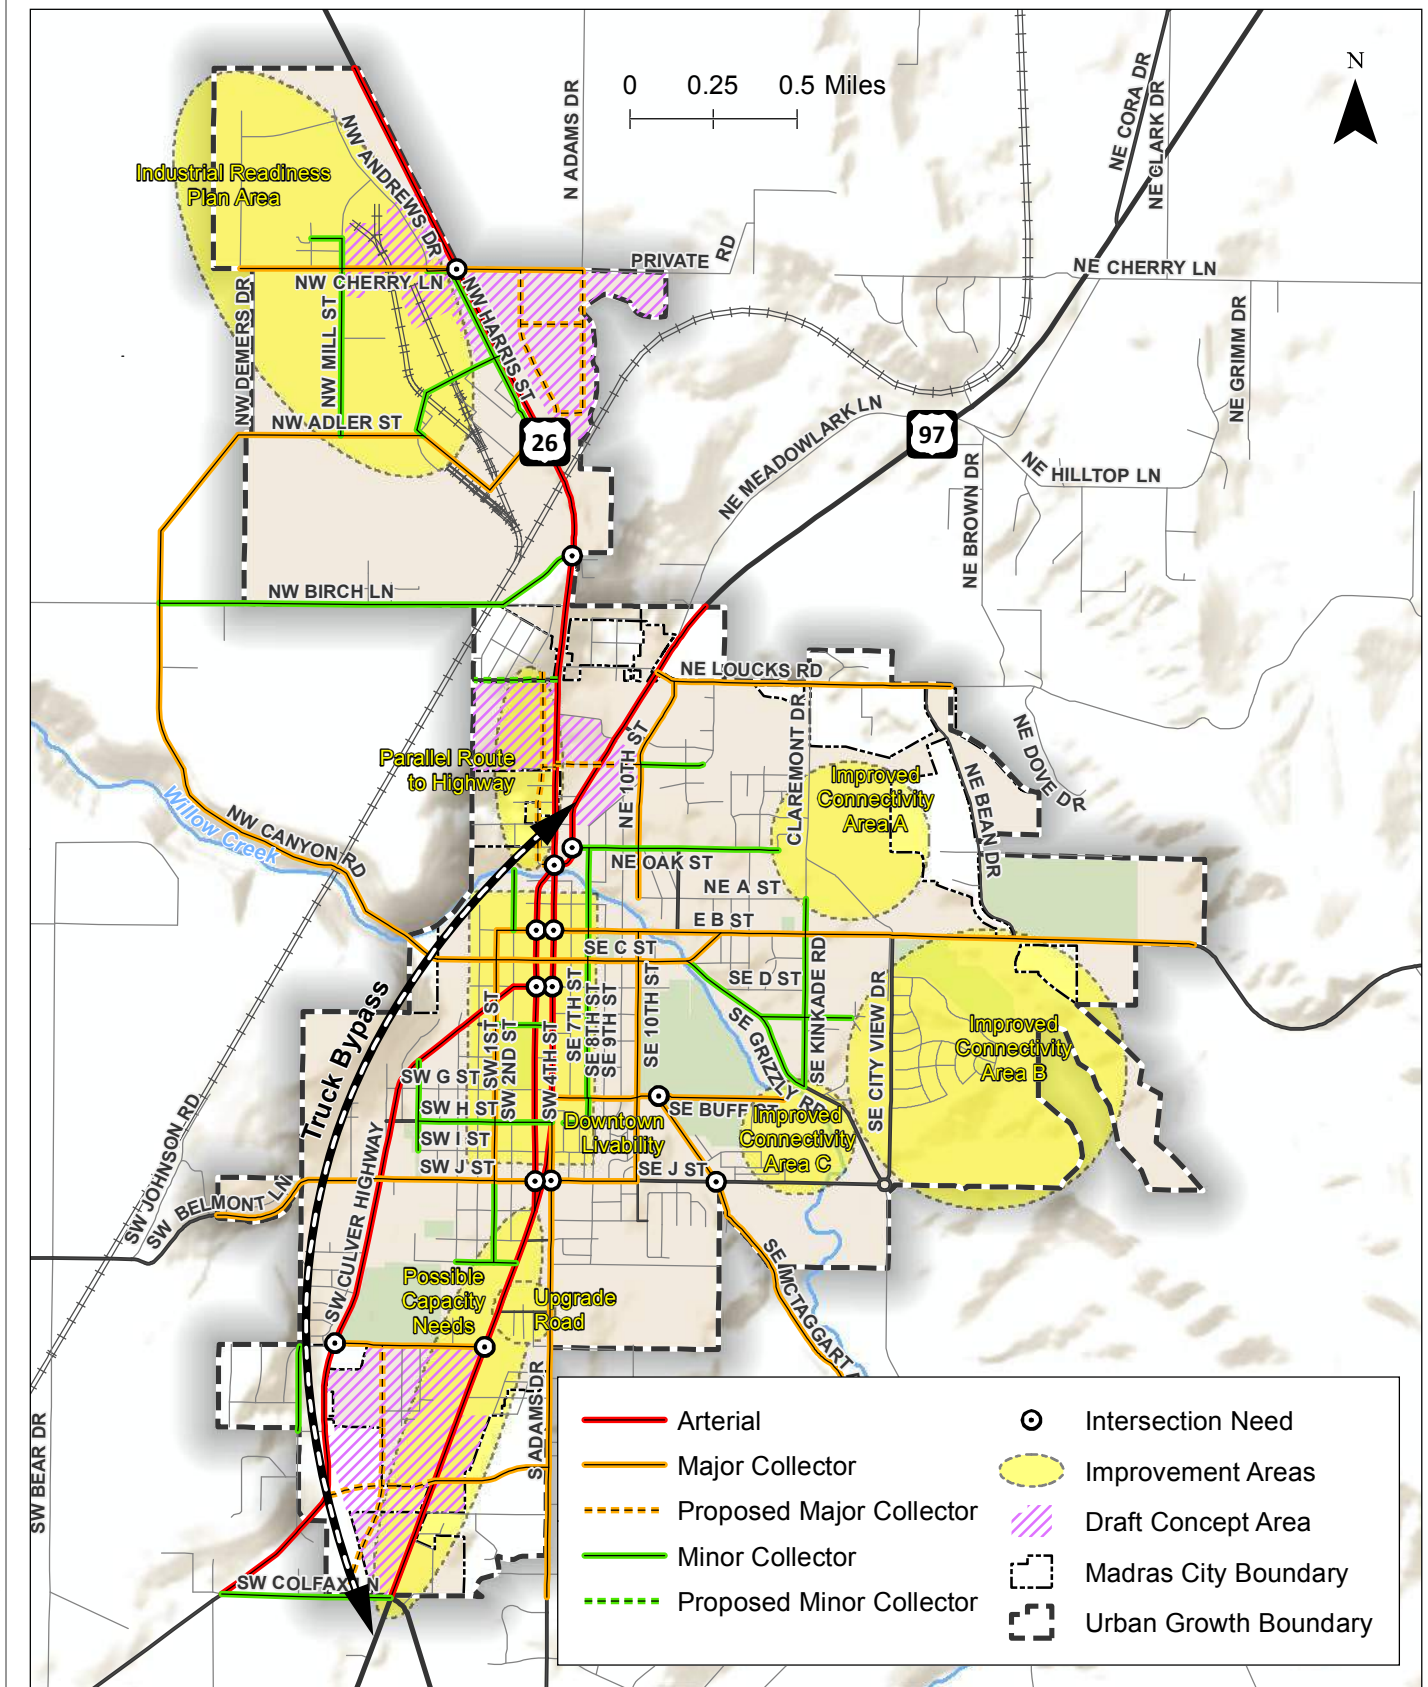 N
0 0.25 0.5 Miles
N ADAMS DR
NE CORA DR
NE CLARK DR
NW ANDREWS DR
Industrial Readiness
Plan Area
PRIVATE RD
NE CHERRY LN
NW CHERRY LN
NW HARRIS ST
NW DEMERS DR
NW MILL ST
NE GRIMM DR
NW ADLER ST
26
97
NE MEADOWLARK LN
NE HILLTOP LN
NE BROWN DR
NW BIRCH LN
NE LOUCKS RD
CLAREMONT DR
NE DOVE DR
NE BEAN DR
NE 10TH ST
Parallel Route
to Highway
Improved
Connectivity
Area A
Willow Creek
NW CANYON RD
NE OAK ST
NE A ST
E B ST
SE C ST
SE D ST
SE KINKADE RD
SE CITY VIEW DR
SE GRIZZLY RD
Truck Bypass
SW 1ST ST
SW 2ND ST
SW 4TH ST
SE 7TH ST
SE 8TH ST
SE 9TH ST
SE 10TH ST
Improved
Connectivity
Area B
SW G ST
SW H ST
SW I ST
SW J ST
SE BUFF ST
Downtown
Livability
Improved
Connectivity
Area C
SE J ST
SW JOHNSON RD
SW BELMONT LN
SW CULVER HIGHWAY
SE MCTAGGART
Possible
Capacity
Needs
Upgrade
Road
S ADAMS DR
SW BEAR DR
SW COLFAX LN
Arterial
Major Collector
Proposed Major Collector
Minor Collector
Proposed Minor Collector
Intersection Need
Improvement Areas
Draft Concept Area
Madras City Boundary
Urban Growth Boundary